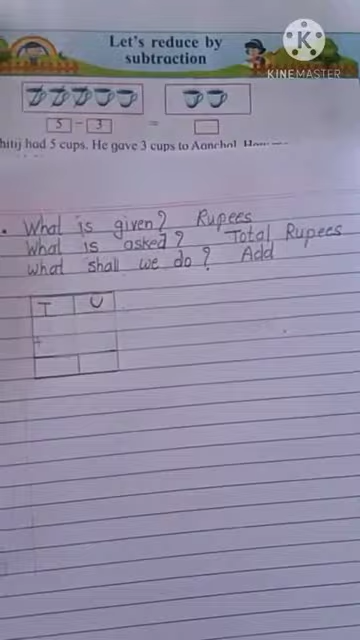 Let's reduce by
subtraction
KINEMASTER
5 - 3 =
hitij had 5 cups. He gave 3 cups to Aanchal.
. What is given? Rupees
What is asked? Total Rupees
What shall we do? Add
T U
+